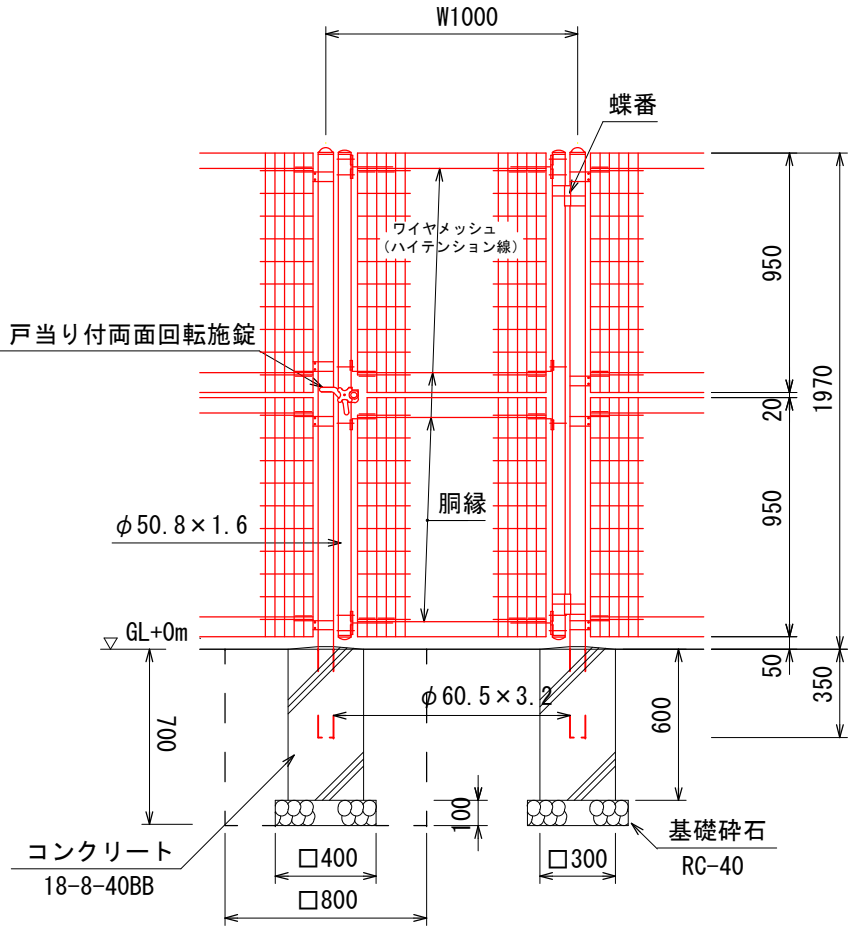 W1000
蝶番
ワイヤメッシュ
(ハイテンション線)
950
戸当り付両面回転施錠
1970
20
胴縁
950
φ50.8×1.6
GL+0m
50
350
φ60.5×3.2
700
600
100
コンクリート
18-8-40BB
□400
□300
基礎砕石
RC-40
□800